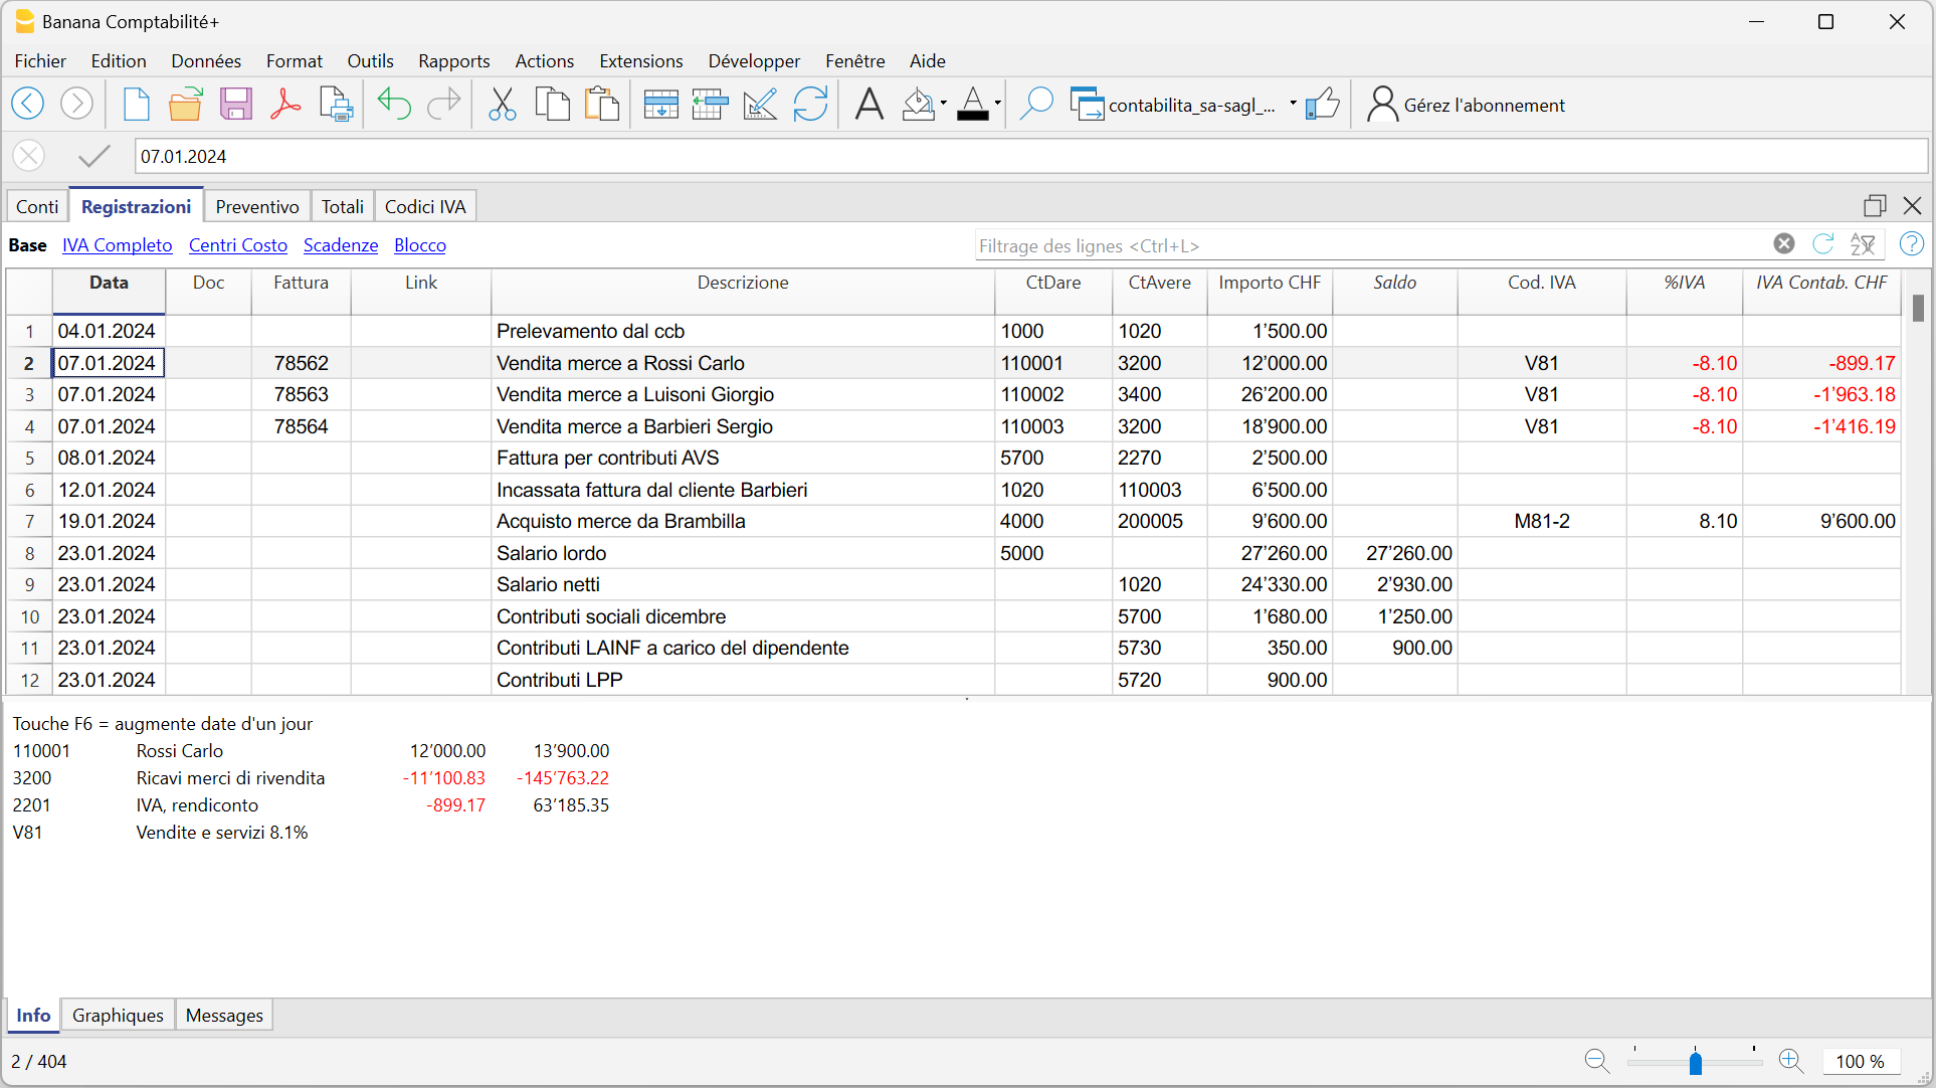 Banana Comptabilité+
Fichier Edition Données Format Outils Rapports Actions Extensions Développer Fenêtre Aide
contabilita_sa-sagl_... Gérez l'abonnement
07.01.2024
Conti Registrazioni Preventivo Totali Codici IVA
Base IVA Completo Centri Costo Scadenze Blocco Filtrage des lignes <Ctrl+L>
Data Doc Fattura Link Descrizione CtDare CtAvere Importo CHF Saldo Cod. IVA %IVA IVA Contab. CHF
1 04.01.2024 Prelevamento dal ccb 1000 1020 1'500.00
2 07.01.2024 78562 Vendita merce a Rossi Carlo 110001 3200 12'000.00 V81 -8.10 -899.17
3 07.01.2024 78563 Vendita merce a Luisoni Giorgio 110002 3400 26'200.00 V81 -8.10 -1'963.18
4 07.01.2024 78564 Vendita merce a Barbieri Sergio 110003 3200 18'900.00 V81 -8.10 -1'416.19
5 08.01.2024 Fattura per contributi AVS 5700 2270 2'500.00
6 12.01.2024 Incassata fattura dal cliente Barbieri 1020 110003 6'500.00
7 19.01.2024 Acquisto merce da Brambilla 4000 200005 9'600.00 M81-2 8.10 9'600.00
8 23.01.2024 Salario lordo 5000 27'260.00 27'260.00
9 23.01.2024 Salario netti 1020 24'330.00 2'930.00
10 23.01.2024 Contributi sociali dicembre 5700 1'680.00 1'250.00
11 23.01.2024 Contributi LAINF a carico del dipendente 5730 350.00 900.00
12 23.01.2024 Contributi LPP 5720 900.00
Touche F6 = augmente date d'un jour
110001 Rossi Carlo 12'000.00 13'900.00
3200 Ricavi merci di rivendita -11'100.83 -145'763.22
2201 IVA, rendiconto -899.17 63'185.35
V81 Vendite e servizi 8.1%
Info Graphiques Messages
2 / 404 100 %